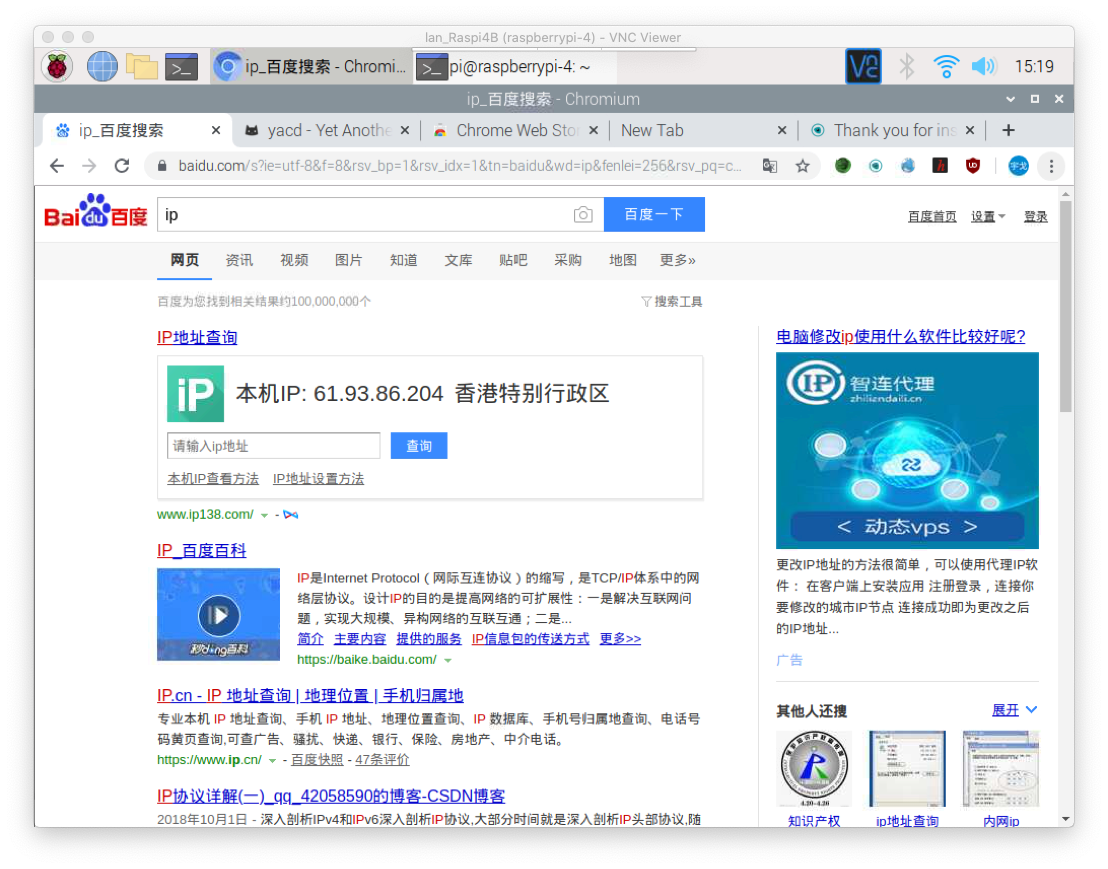 Ian_Raspi4B (raspberrypi-4) - VNC Viewer
ip_百度搜索 - Chromi...
pi@raspberrypi-4: ~
15:19
ip_百度搜索 - Chromium
ip_百度搜索
yacd - Yet Anothe
Chrome Web Sto
New Tab
Thank you for ins
baidu.com/s?ie=utf-8&f=8&rsv_bp=1&rsv_idx=1&tn=baidu&wd=ip&fenlei=256&rsv_pq=c...
Bai du 百度
ip
百度一下
百度首页 设置 登录
网页 资讯 视频 图片 知道 文库 贴吧 采购 地图 更多»
百度为您找到相关结果约100,000,000个
搜索工具
IP地址查询
iP
本机IP: 61.93.86.204 香港特别行政区
请输入ip地址
查询
本机IP查看方法 IP地址设置方法
www.ip138.com/ -
IP_百度百科
IP是Internet Protocol（网际互连协议）的缩写，是TCP/IP体系中的网
络层协议。设计IP的目的是提高网络的可扩展性：一是解决互联网问
题，实现大规模、异构网络的互联互通；二是...
简介 主要内容 提供的服务 IP信息包的传送方式 更多>>
https://baike.baidu.com/
IP.cn - IP 地址查询 | 地理位置 | 手机归属地
专业本机 IP 地址查询、手机 IP 地址、地理位置查询、IP 数据库、手机号归属地查询、电话号
码黄页查询,可查广告、骚扰、快递、银行、保险、房地产、中介电话。
https://www.ip.cn/ - 百度快照 - 47条评价
IP协议详解(一)_qq_42058590的博客-CSDN博客
2018年10月1日 - 深入剖析IPv4和IPv6深入剖析IP协议,大部分时间就是深入剖析IP头部协议,随
电脑修改ip使用什么软件比较好呢?
IP
智连代理
zhiliandaili.cn
< 动态vps >
更改IP地址的方法很简单，可以使用代理IP软
件： 在客户端上安装应用 注册登录，连接你
要修改的城市IP节点 连接成功即为更改之后
的IP地址...
广告
其他人还搜
展开
4.20-4.26
知识产权 ip地址查询 内网ip